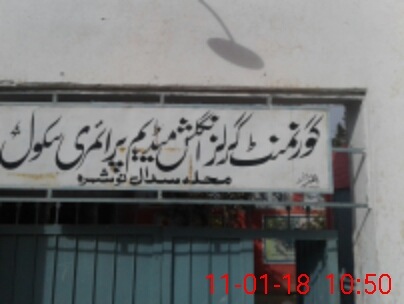 گورنمنٹ گرلز انگلش میڈیم پرائمری سکول
محلہ سدال نوشہرہ
11-01-18 10:50